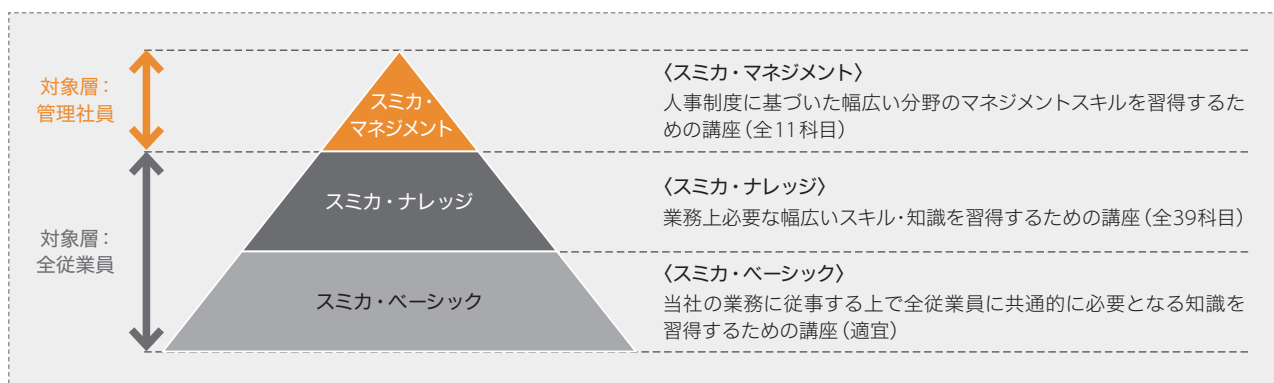 対象層：
管理社員
対象層：
全従業員
スミカ・
マネジメント
スミカ・ナレッジ
スミカ・ベーシック
〈スミカ・マネジメント〉
人事制度に基づいた幅広い分野のマネジメントスキルを習得するた
めの講座（全11科目）
〈スミカ・ナレッジ〉
業務上必要な幅広いスキル・知識を習得するための講座（全39科目）
〈スミカ・ベーシック〉
当社の業務に従事する上で全従業員に共通的に必要となる知識を
習得するための講座（適宜）